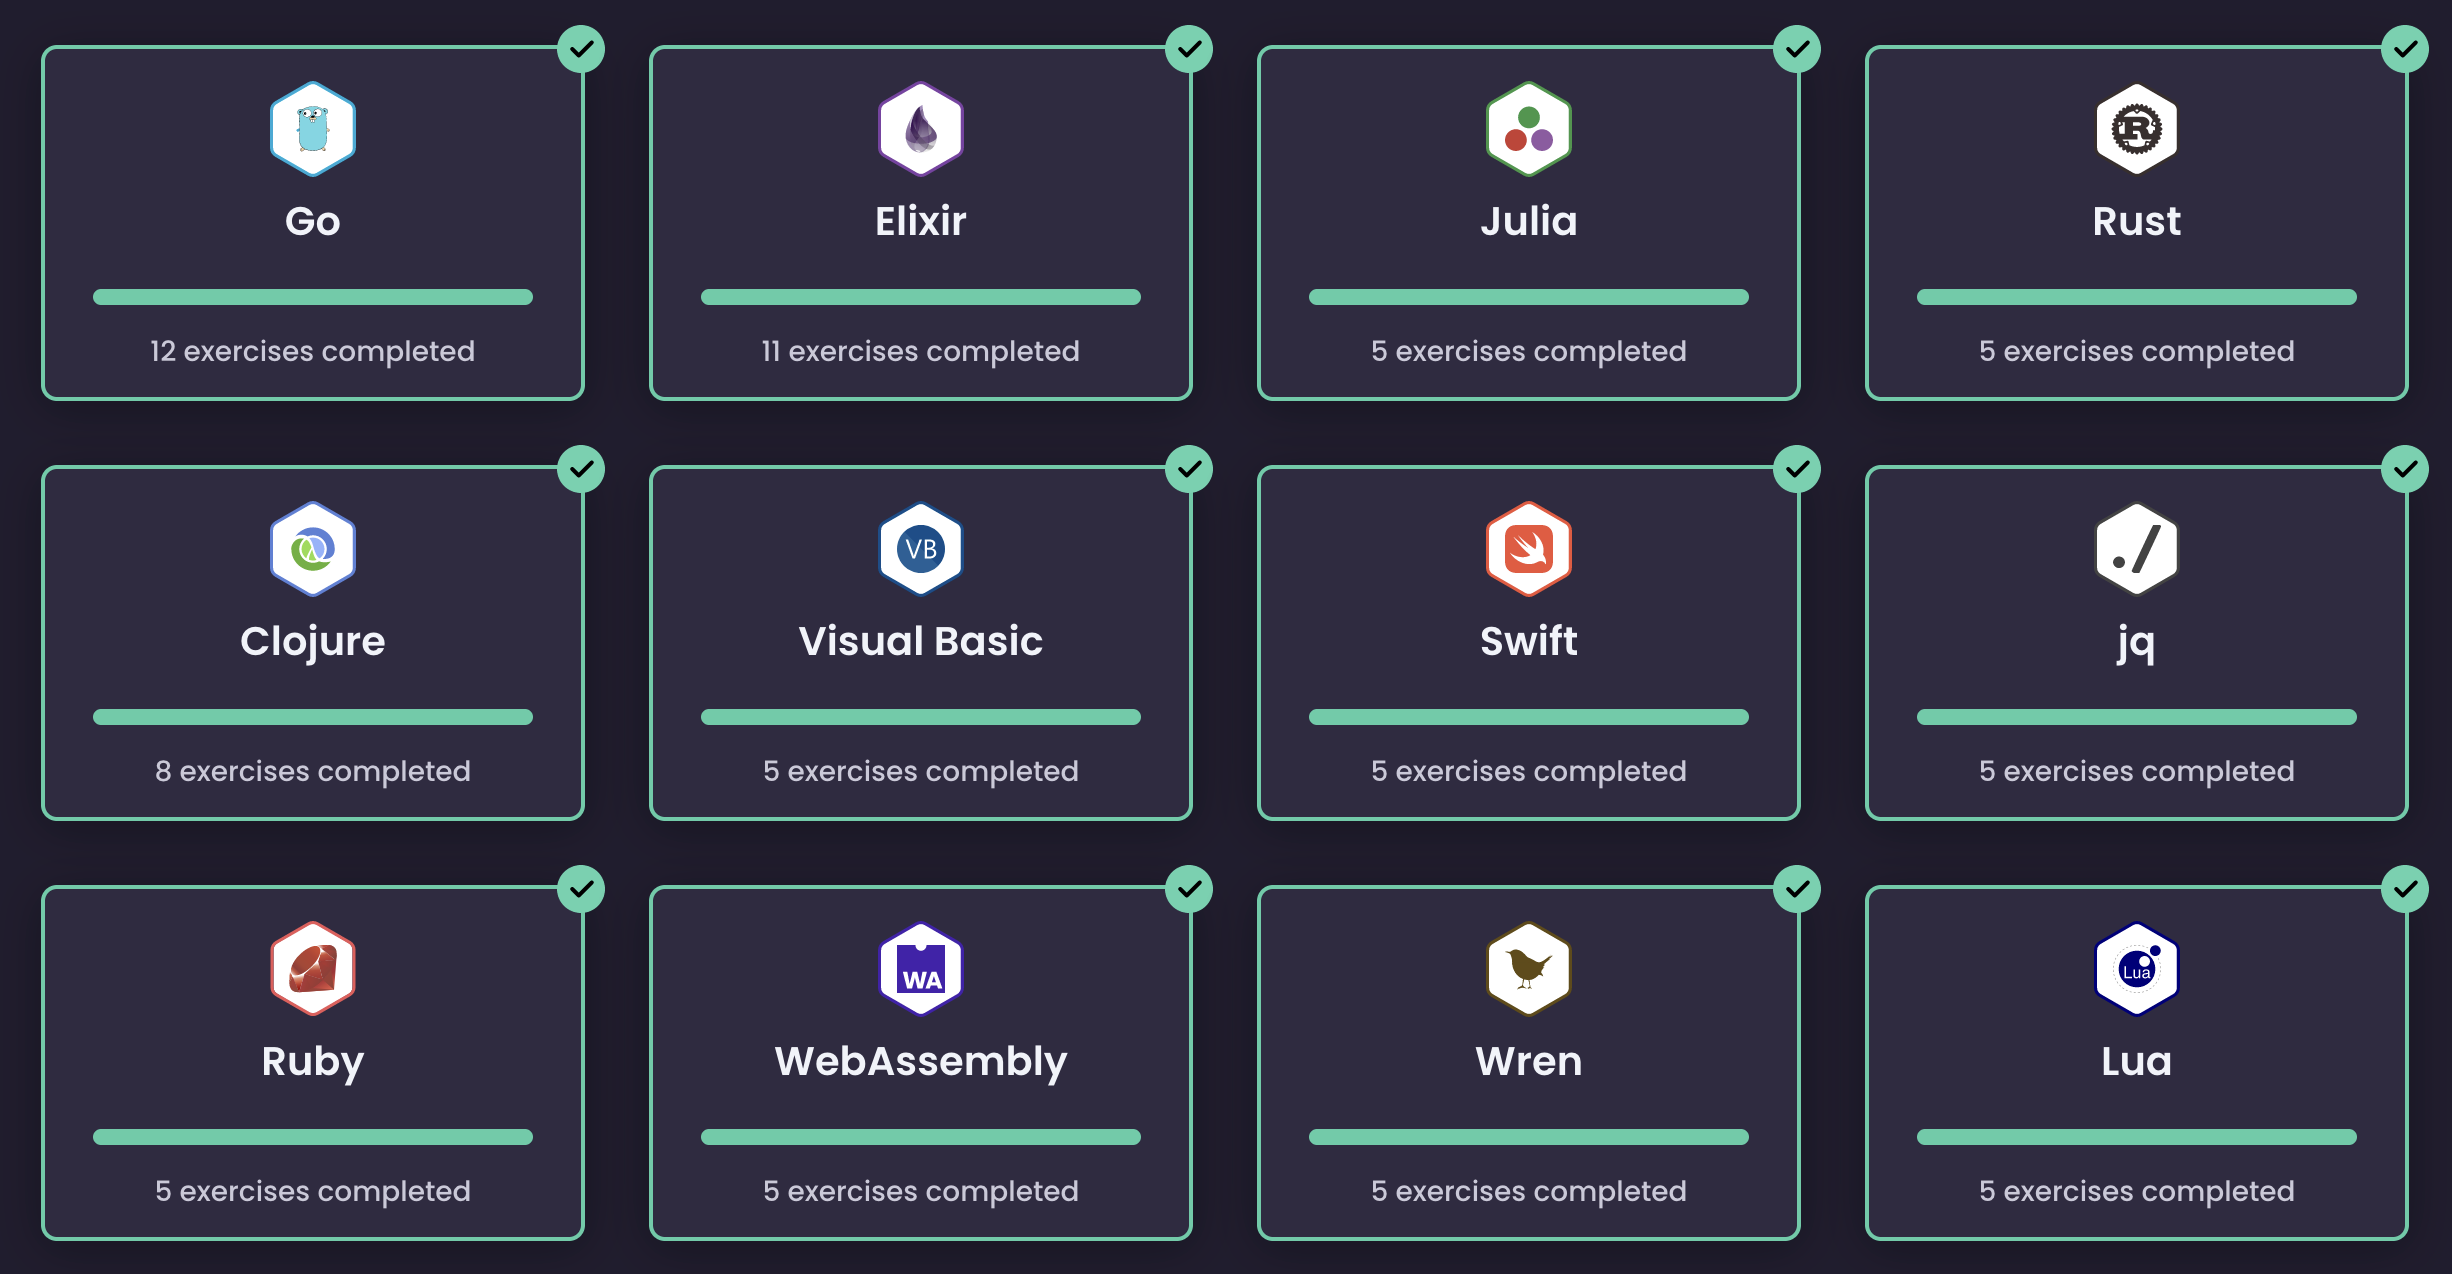 Go
Elixir
Julia
R
Rust
12 exercises completed
11 exercises completed
5 exercises completed
5 exercises completed
VB
./
Clojure
Visual Basic
Swift
jq
8 exercises completed
5 exercises completed
5 exercises completed
5 exercises completed
WA
Lua
Ruby
WebAssembly
Wren
Lua
5 exercises completed
5 exercises completed
5 exercises completed
5 exercises completed